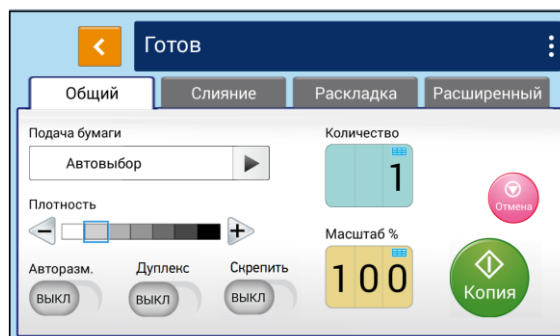 Готов
Общий Слияние Раскладка Расширенный
Подача бумаги
Автовыбор
Количество
1
Отмена
Плотность
Масштаб %
100
Авторазм. Дуплекс Скрепить
ВЫКЛ ВЫКЛ ВЫКЛ
Копия